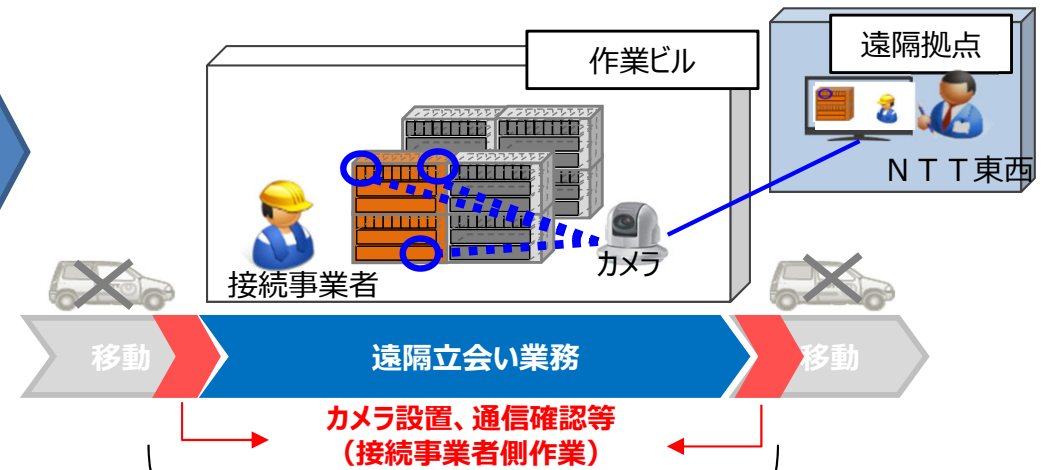 作業ビル
遠隔拠点
NTT東西
カメラ
接続事業者
移動
遠隔立会い業務
移動
カメラ設置、通信確認等
（接続事業者側作業）